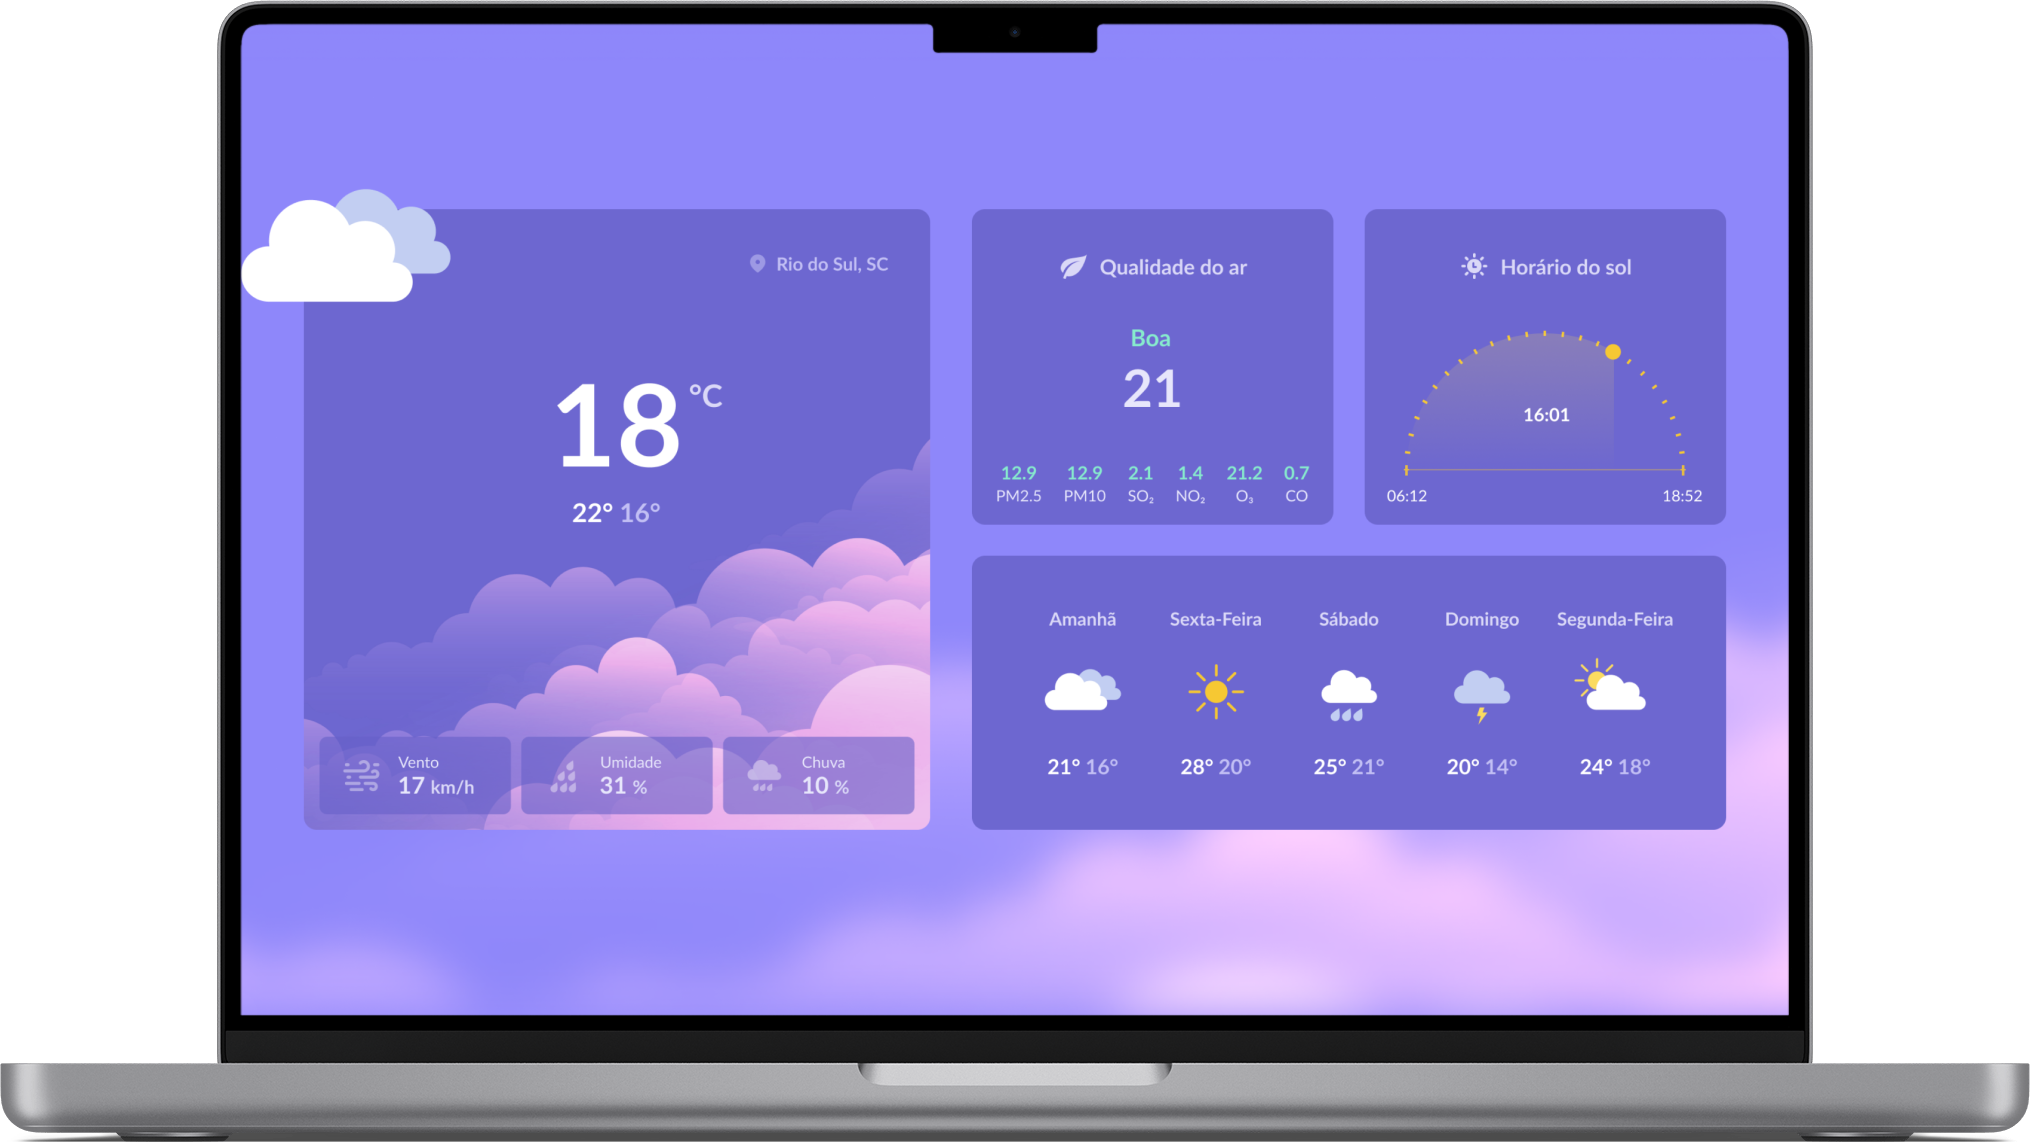 Rio do Sul, SC
18 °C
22° 16°
Vento
17 km/h
Umidade
31 %
Chuva
10 %
Qualidade do ar
Boa
21
12.9 12.9 2.1 1.4 21.2 0.7
PM2.5 PM10 SO₂ NO₂ O₃ CO
Horário do sol
16:01
06:12 18:52
Amanhã Sexta-Feira Sábado Domingo Segunda-Feira
21° 16° 28° 20° 25° 21° 20° 14° 24° 18°